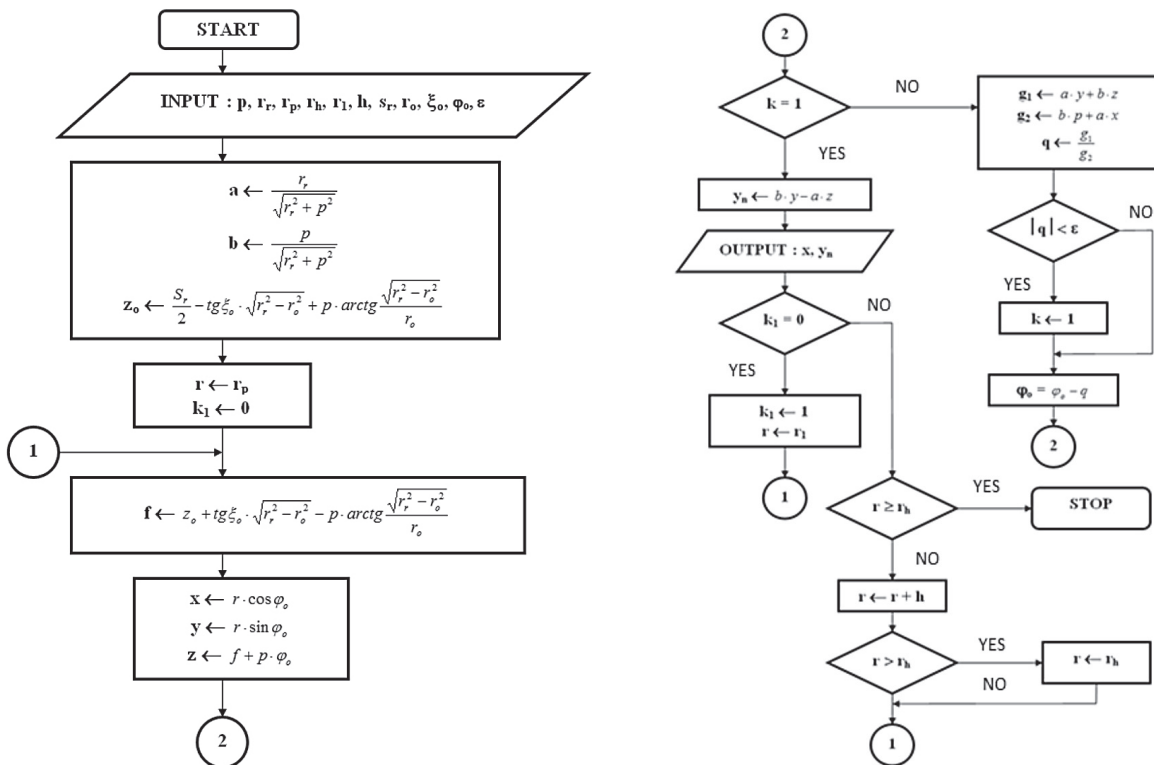 START
INPUT : p, r_r, r_p, r_h, r_1, h, s_r, r_o, ξ_o, φ_o, ε
a ← r_r / √(r_r² + p²)
b ← p / √(r_r² + p²)
z_o ← S_r / 2 − tgξ_o · √(r_r² − r_o²) + p · arctg √(r_r² − r_o²) / r_o
r ← r_p
k_1 ← 0
1
f ← z_o + tgξ_o · √(r_r² − r_o²) − p · arctg √(r_r² − r_o²) / r_o
x ← r · cos φ_o
y ← r · sin φ_o
z ← f + p · φ_o
2
2
k = 1
NO
YES
g_1 ← a · y + b · z
g_2 ← b · p + a · x
q ← g_1 / g_2
y_n ← b · y − a · z
OUTPUT : x, y_n
|q| < ε
NO
YES
k ← 1
φ_o = φ_o − q
2
k_1 = 0
NO
YES
k_1 ← 1
r ← r_1
1
r ≥ r_h
YES
STOP
NO
r ← r + h
r > r_h
YES
r ← r_h
NO
1